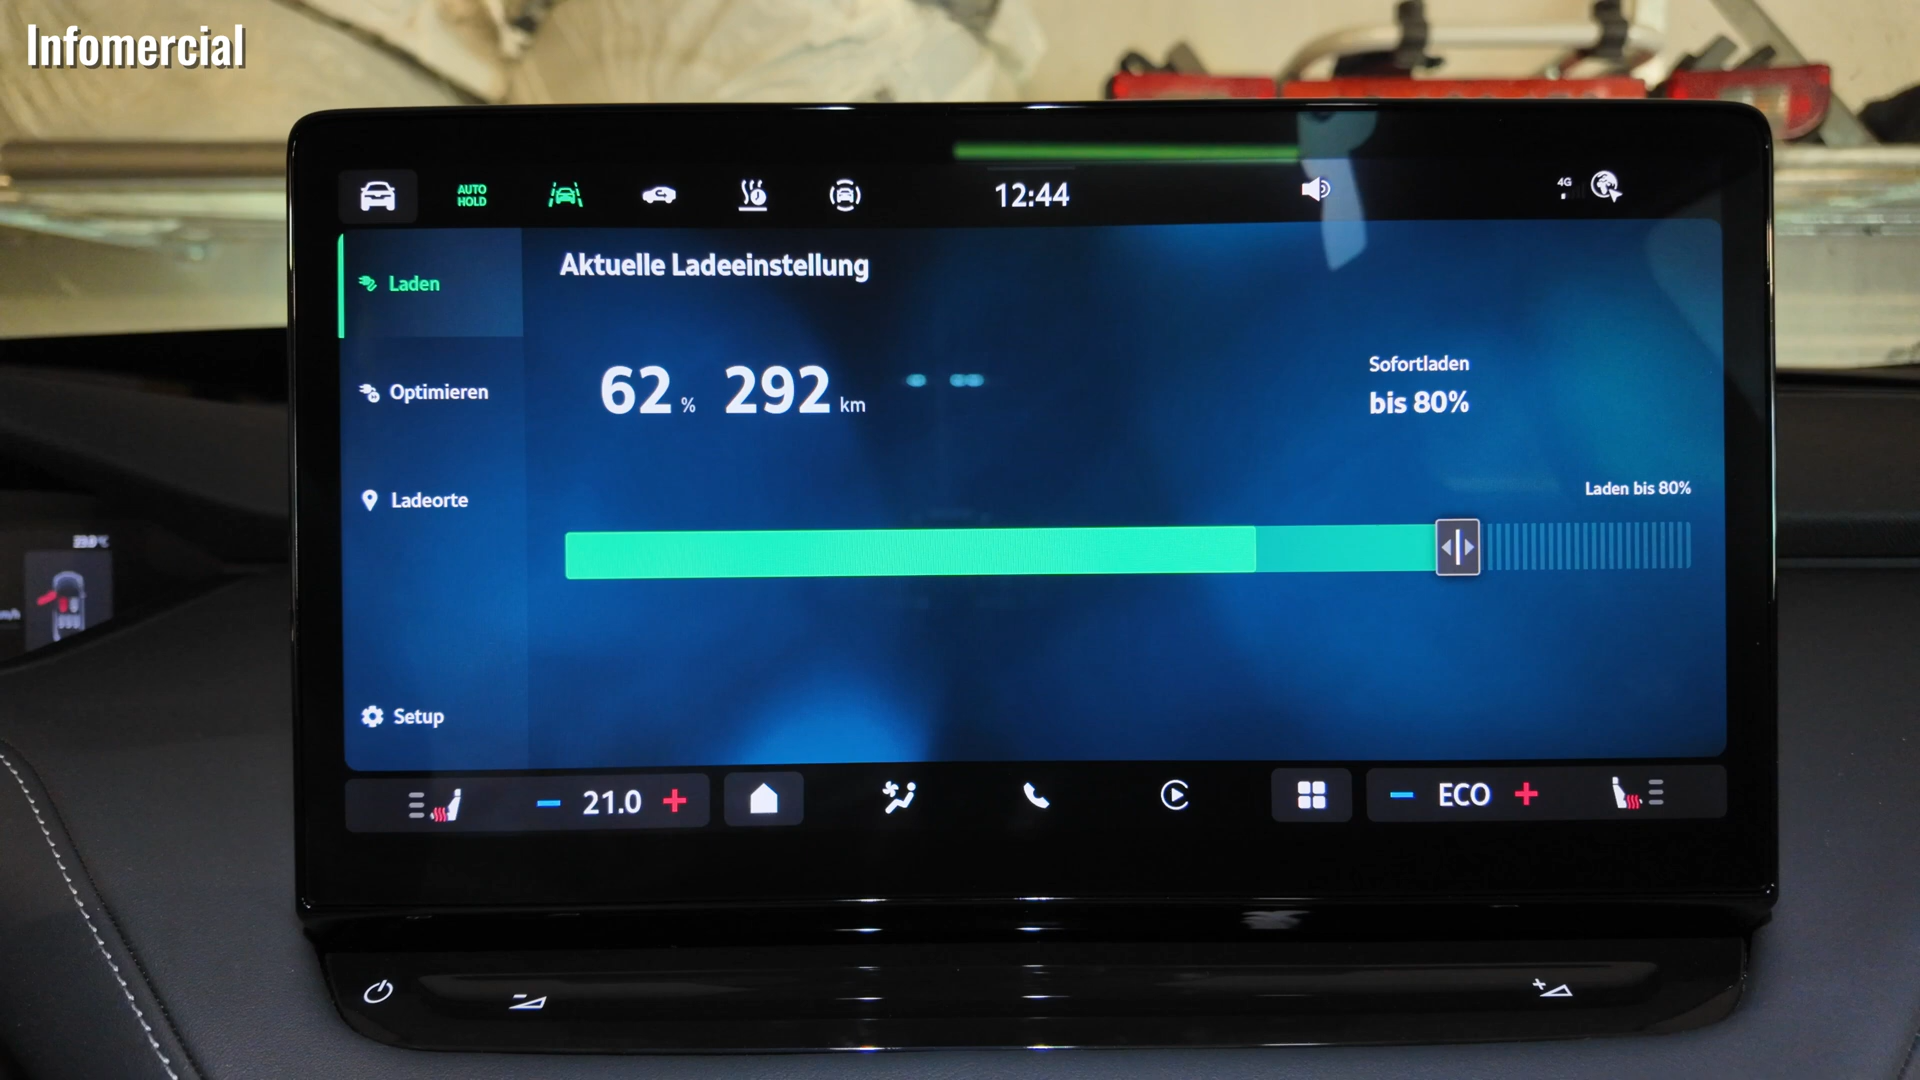 Infomercial
AUTO
HOLD
12:44
4G
Laden
Aktuelle Ladeeinstellung
Optimieren
62 % 292 km
Sofortladen
bis 80%
Ladeorte
Laden bis 80%
Setup
21.0
ECO